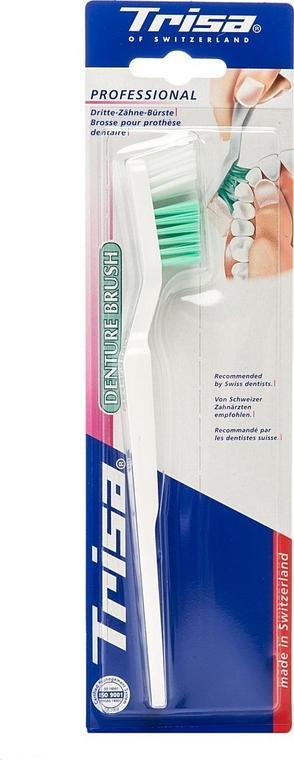 Trisa®
OF SWITZERLAND
PROFESSIONAL
Dritte-Zähne-Bürste
Brosse pour prothèse
dentaire
DENTURE BRUSH
Recommended
by Swiss dentists.
Von Schweizer
Zahnärzten
empfohlen.
Recommandé par
les dentistes suisse.
Trisa®
made in Switzerland
ISO 9001